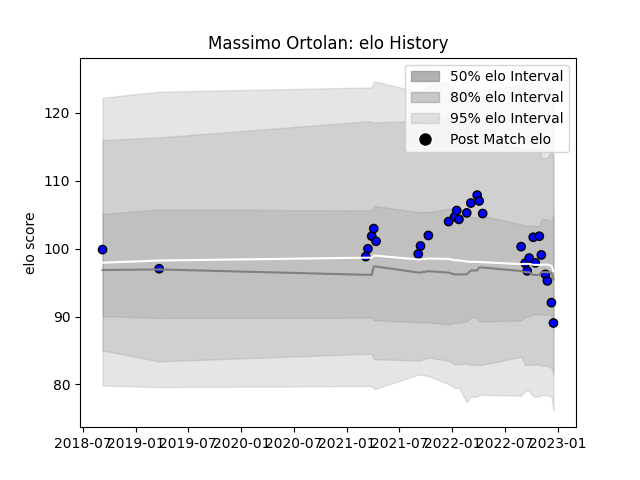 Massimo Ortolan: elo History
50% elo Interval
80% elo Interval
95% elo Interval
Post Match elo
elo score
120
110
100
90
80
2018-07 2019-01 2019-07 2020-01 2020-07 2021-01 2021-07 2022-01 2022-07 2023-01